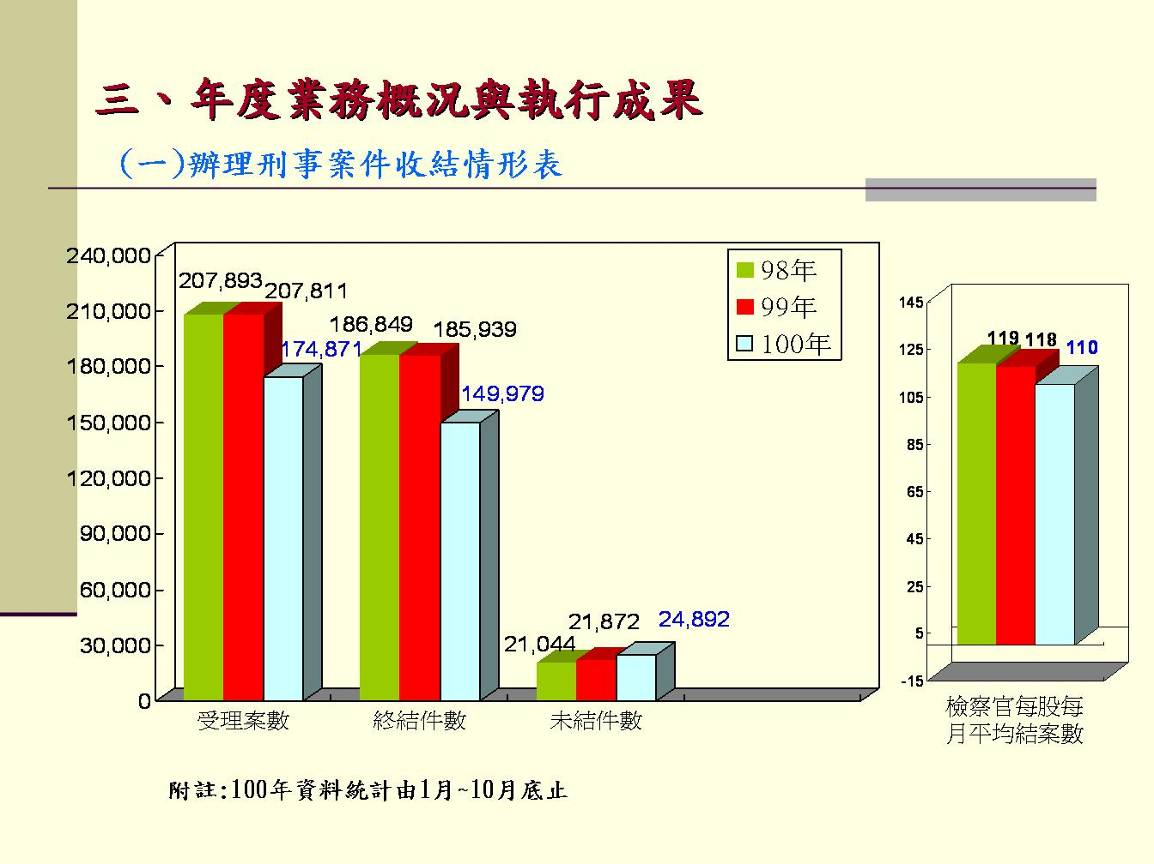 三、年度業務概況與執行成果
(一)辦理刑事案件收結情形表
240,000
210,000
180,000
150,000
120,000
90,000
60,000
30,000
0
207,893
207,811
174,871
186,849
185,939
149,979
21,044
21,872
24,892
受理案數
終結件數
未結件數
98年
99年
100年
145
125
105
85
65
45
25
5
-15
119
118
110
檢察官每股每
月平均結案數
附註:100年資料統計由1月~10月底止